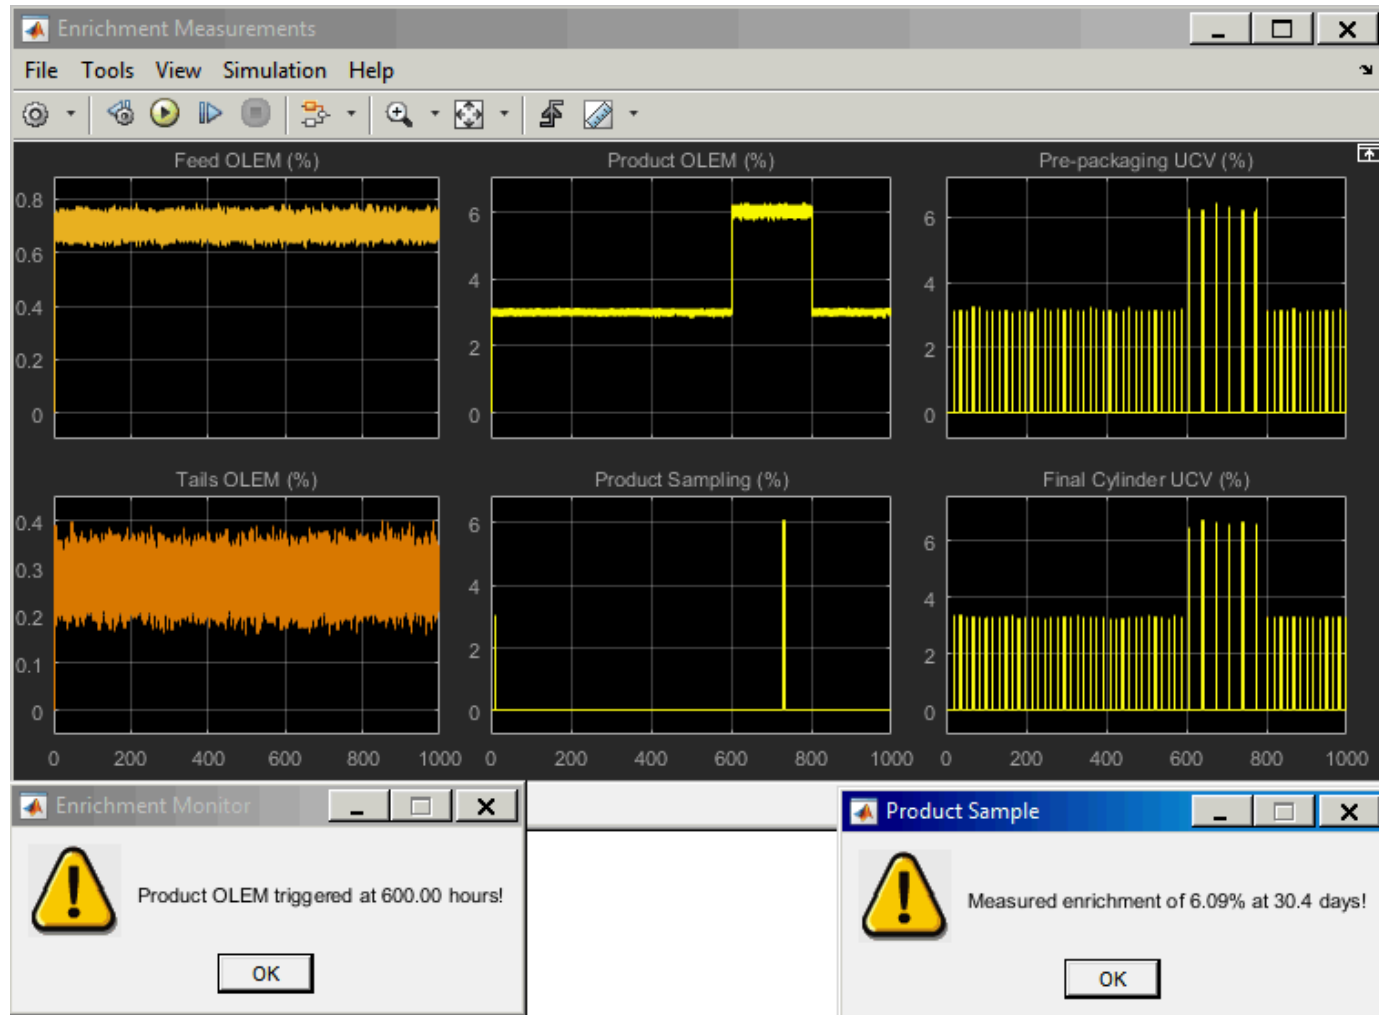 Enrichment Measurements
File Tools View Simulation Help
Feed OLEM (%)
0.8
0.6
0.4
0.2
0
Product OLEM (%)
6
4
2
0
Pre-packaging UCV (%)
6
4
2
0
Tails OLEM (%)
0.4
0.3
0.2
0.1
0
0 200 400 600 800 1000
Product Sampling (%)
6
4
2
0
0 200 400 600 800 1000
Final Cylinder UCV (%)
6
4
2
0
0 200 400 600 800 1000
Enrichment Monitor
Product OLEM triggered at 600.00 hours!
OK
Product Sample
Measured enrichment of 6.09% at 30.4 days!
OK